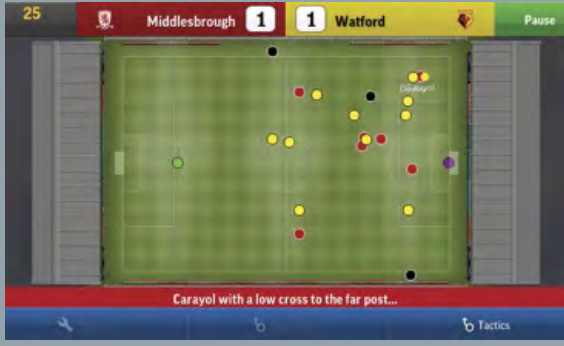 25
Middlesbrough 1 1 Watford
Pause
Carayol
Carayol with a low cross to the far post...
Tactics